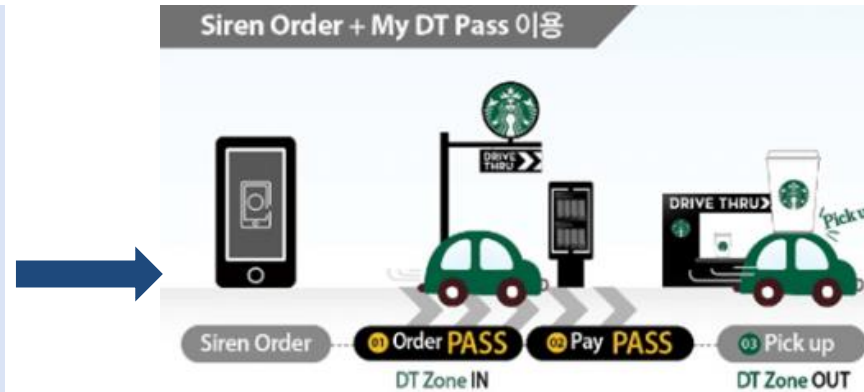 Siren Order + My DT Pass 이용
DRIVE
THRU
DRIVE THRU
Pick u
Siren Order
01 Order PASS
02 Pay PASS
03 Pick up
DT Zone IN
DT Zone OUT